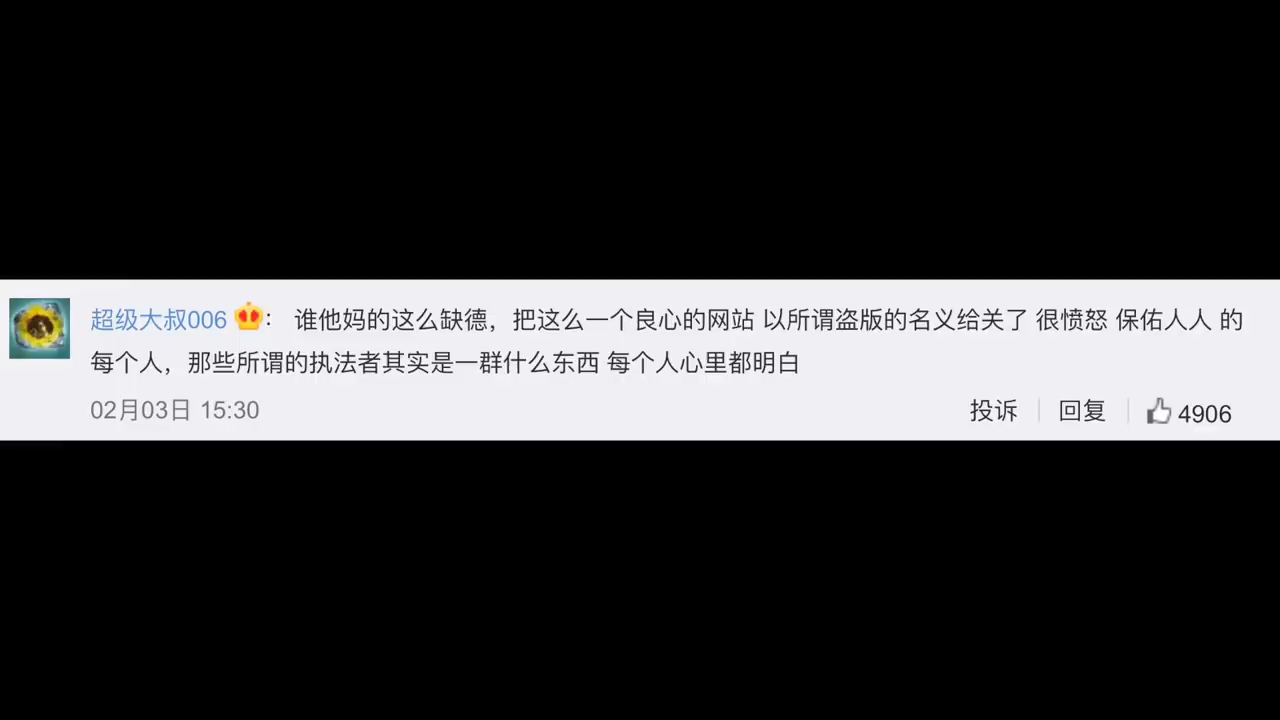 超级大叔006： 谁他妈的这么缺德，把这么一个良心的网站 以所谓盗版的名义给关了 很愤怒 保佑人人 的
每个人，那些所谓的执法者其实是一群什么东西 每个人心里都明白
02月03日 15:30 投诉 回复 4906